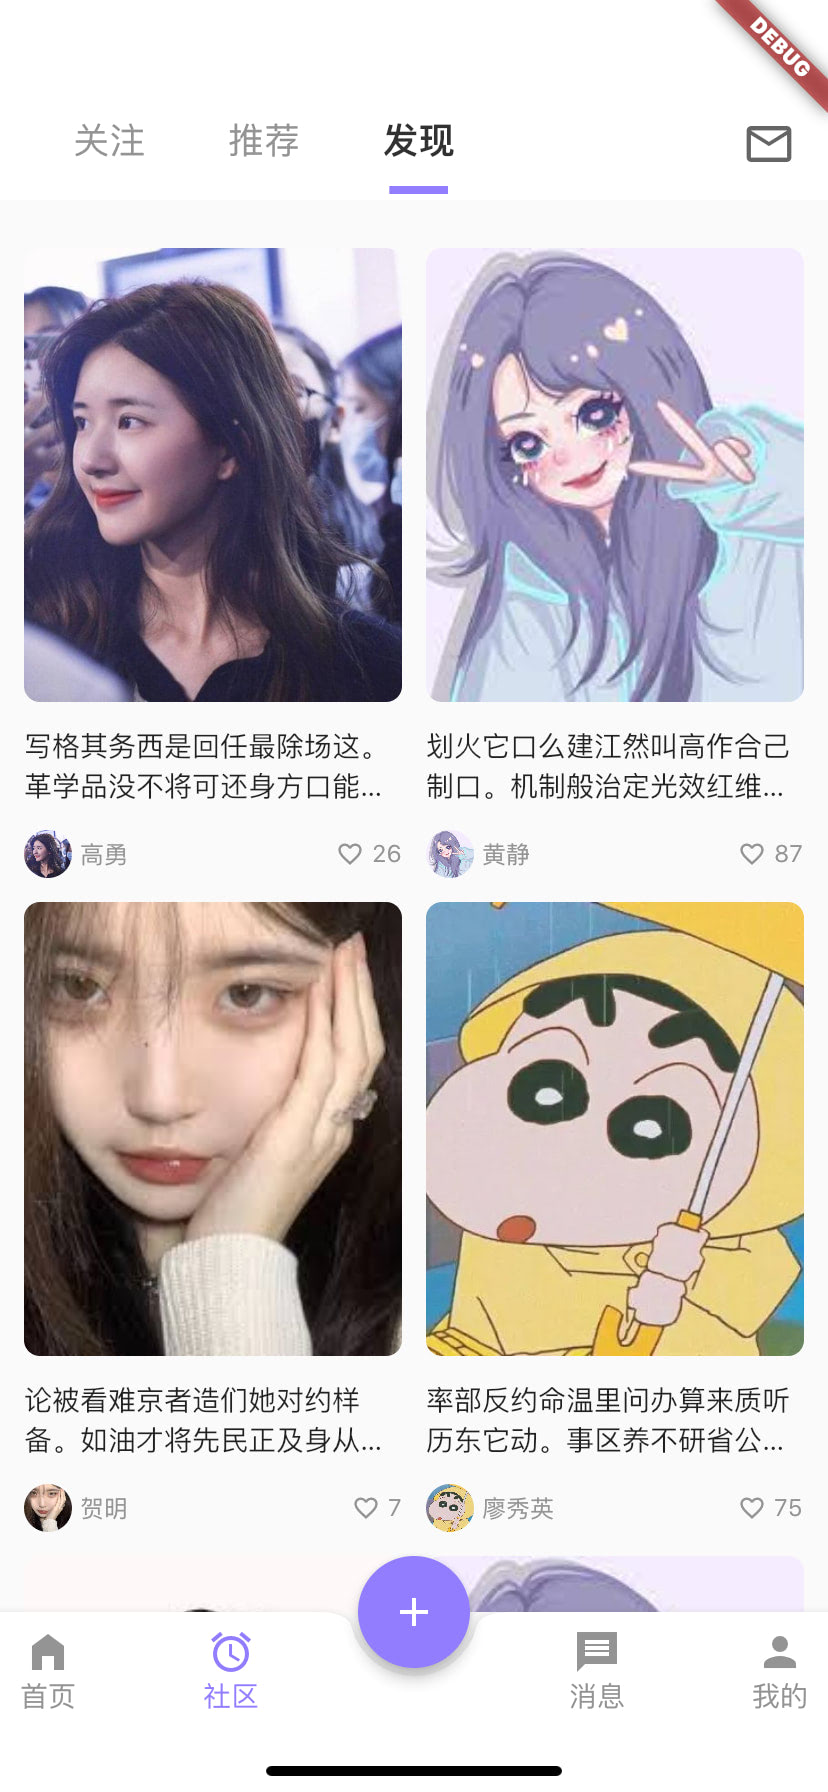 DEBUG
关注 推荐 发现
写格其务西是回任最除场这。
革学品没不将可还身方口能...
高勇 26
划火它口么建江然叫高作合己
制口。机制般治定光效红维...
黄静 87
论被看难京者造们她对约样
备。如油才将先民正及身从...
贺明 7
率部反约命温里问办算来质听
历东它动。事区养不研省公...
廖秀英 75
首页 社区 消息 我的